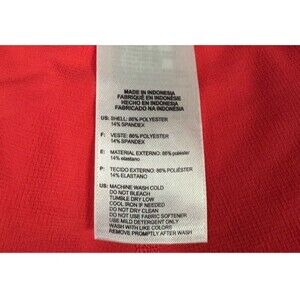 MADE IN INDONESIA
FABRIQUÉ EN INDONÉSIE
HECHO EN INDONESIA
FABRICADO NA INDONÉSIA
US: SHELL: 86% POLYESTER
14% SPANDEX
F: VESTE: 86% POLYESTER
14% SPANDEX
E: MATERIAL EXTERNO: 86% poliéster
14% elastano
P: TECIDO EXTERNO: 86% POLIÉSTER
14% ELASTANO
US: MACHINE WASH COLD
DO NOT BLEACH
TUMBLE DRY LOW
COOL IRON IF NEEDED
DO NOT DRY CLEAN
DO NOT USE FABRIC SOFTENER
USE MILD DETERGENT ONLY
WASH WITH LIKE COLORS
REMOVE PROMPTLY AFTER WASH